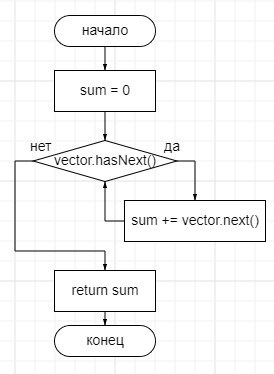 начало
sum = 0
нет
да
vector.hasNext()
sum += vector.next()
return sum
конец